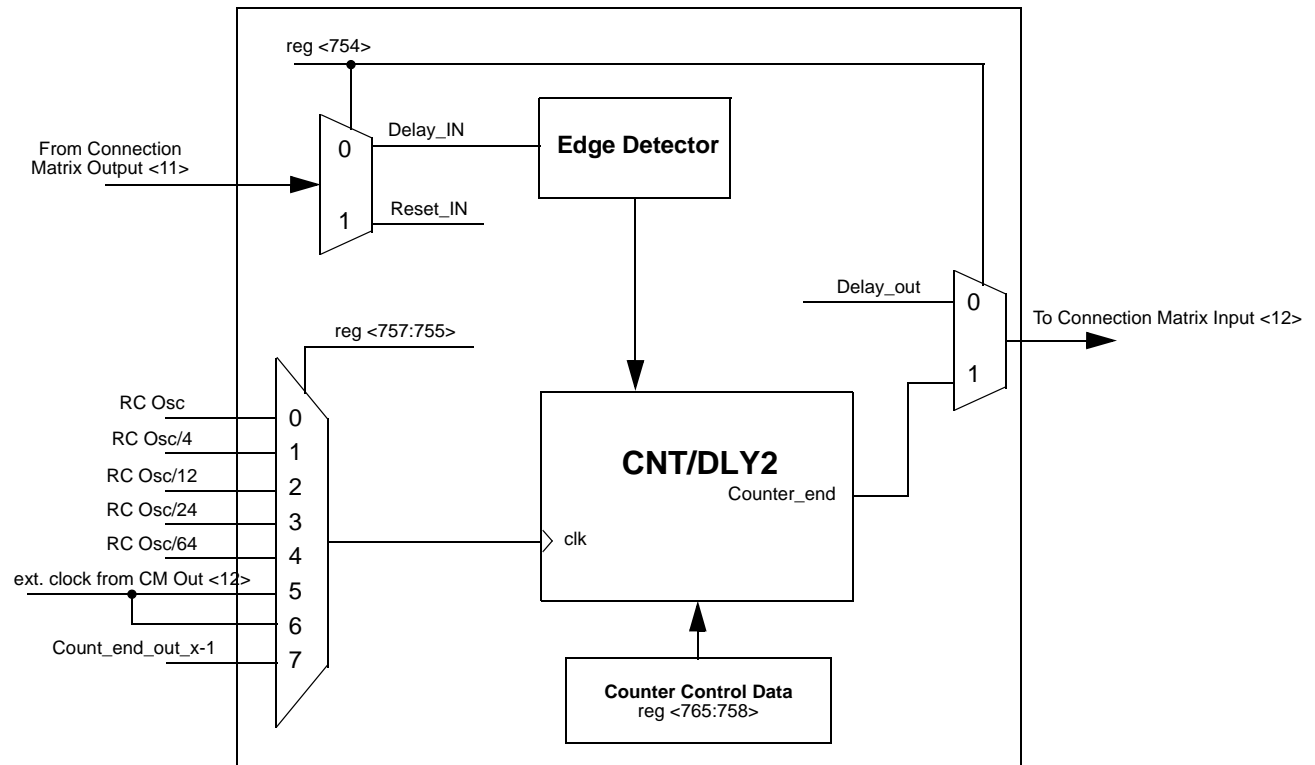 reg <754>
From Connection
Matrix Output <11>
0
1
Delay_IN
Reset_IN
Edge Detector
Delay_out
0
1
To Connection Matrix Input <12>
reg <757:755>
RC Osc
RC Osc/4
RC Osc/12
RC Osc/24
RC Osc/64
ext. clock from CM Out <12>
Count_end_out_x-1
0
1
2
3
4
5
6
7
CNT/DLY2
Counter_end
clk
Counter Control Data
reg <765:758>